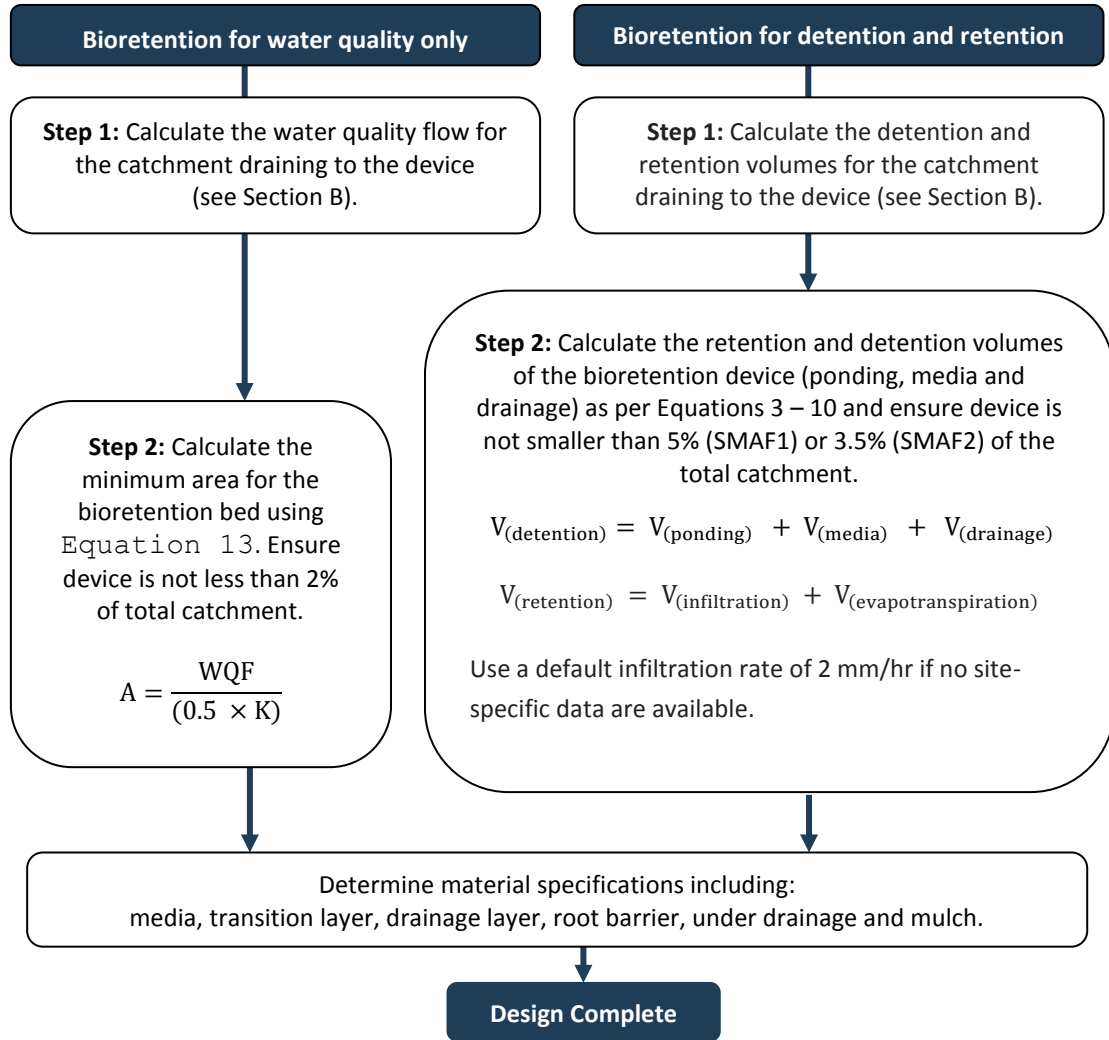 Bioretention for water quality only
Step 1: Calculate the water quality flow for
the catchment draining to the device
(see Section B).
Step 2: Calculate the
minimum area for the
bioretention bed using
Equation 13. Ensure
device is not less than 2%
of total catchment.
A = WQF / (0.5 × K)
Bioretention for detention and retention
Step 1: Calculate the detention and
retention volumes for the catchment
draining to the device (see Section B).
Step 2: Calculate the retention and detention volumes
of the bioretention device (ponding, media and
drainage) as per Equations 3 – 10 and ensure device is
not smaller than 5% (SMAF1) or 3.5% (SMAF2) of the
total catchment.
V(detention) = V(ponding) + V(media) + V(drainage)
V(retention) = V(infiltration) + V(evapotranspiration)
Use a default infiltration rate of 2 mm/hr if no site-
specific data are available.
Determine material specifications including:
media, transition layer, drainage layer, root barrier, under drainage and mulch.
Design Complete